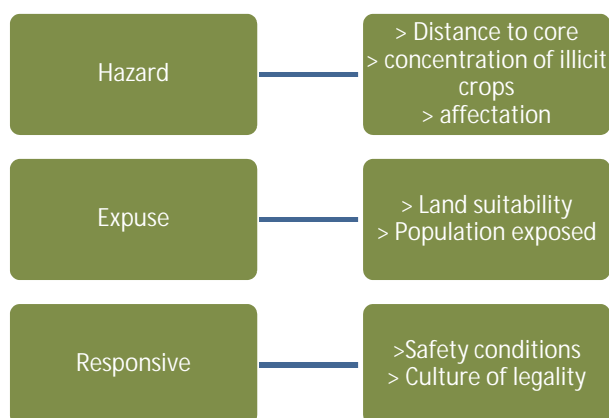 Hazard
> Distance to core
> concentration of illicit
crops
> affectation
Expuse
> Land suitability
> Population exposed
Responsive
>Safety conditions
> Culture of legality